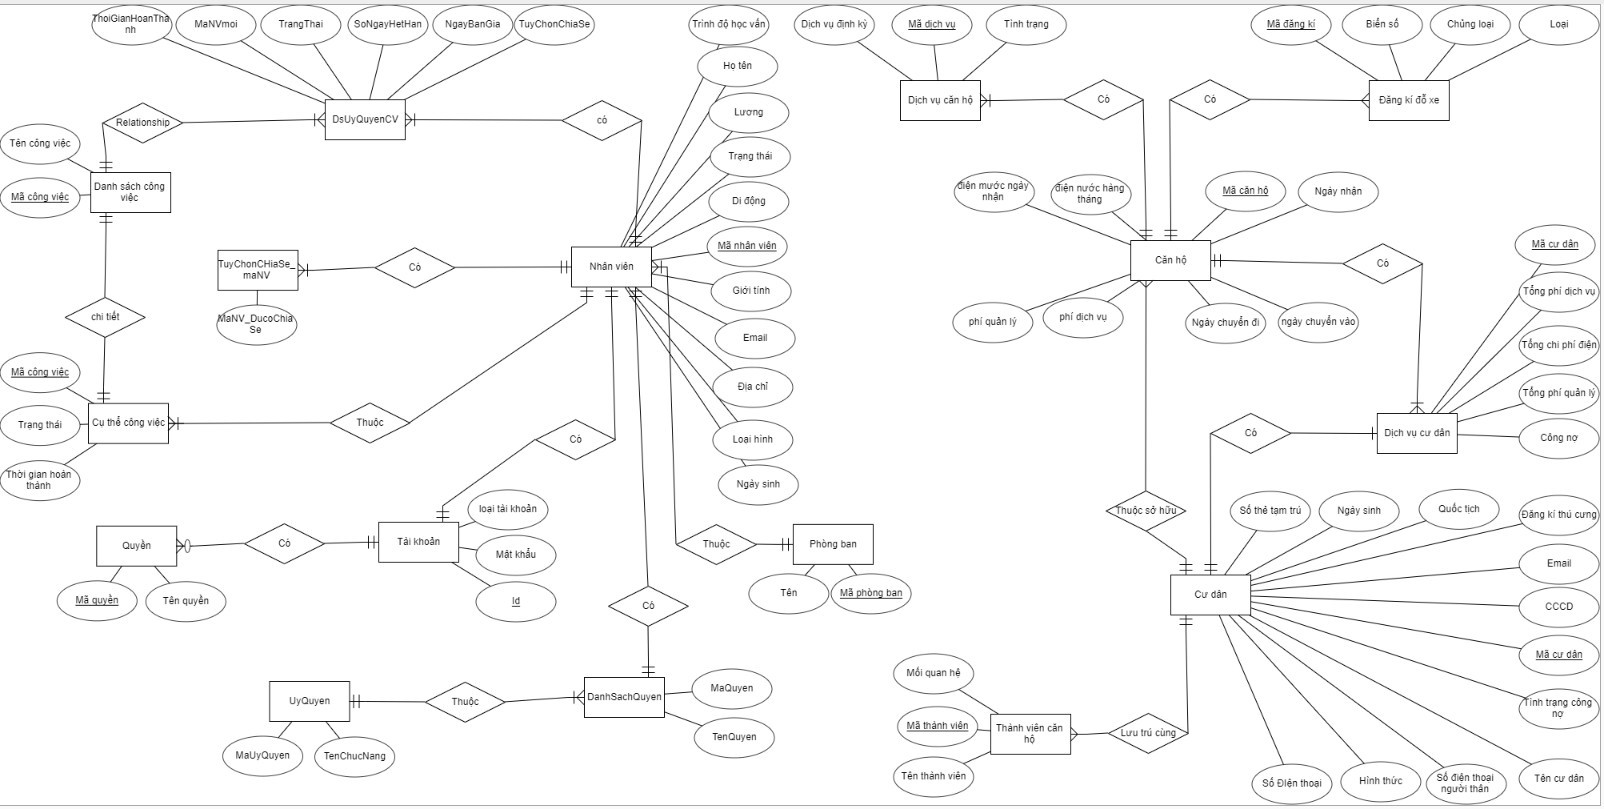 ThoiGianHoanTha
nh
MaNVmoi
TrangThai
SoNgayHetHan
NgayBanGia
TuyChonChiaSe
Trình độ học vấn
Dịch vụ định kỳ
Mã dịch vụ
Tình trạng
Mã đăng kí
Biển số
Chủng loại
Loại
Họ tên
Dịch vụ căn hộ
Có
Có
Đăng kí đỗ xe
Relationship
DsUyQuyenCV
có
Lương
Tên công việc
Trạng thái
Danh sách công
việc
Mã công việc
Di động
điện mước ngày
nhận
điện nước hàng
tháng
Mã căn hộ
Ngày nhận
Mã nhân viên
Mã cư dân
TuyChonCHiaSe_
maNV
Có
Nhân viên
Căn hộ
Có
Giới tính
Tổng phí dịch vụ
chi tiết
MaNV_DucoChia
Se
Email
phí quản lý
phí dịch vụ
Ngày chuyển đi
ngày chuyển vào
Tổng chi phí điện
Mã công việc
Địa chỉ
Tổng phí quản lý
Trạng thái
Cụ thể công việc
Thuộc
Có
Loại hình
Có
Dịch vụ cư dân
Công nợ
Thời gian hoàn
thành
Ngày sinh
loại tài khoản
Thuộc sở hữu
Số thẻ tạm trú
Ngày sinh
Quốc tịch
Đăng kí thú cưng
Quyền
Có
Tài khoản
Mật khẩu
Thuộc
Phòng ban
Email
Mã quyền
Tên quyền
Id
Có
Tên
Mã phòng ban
Cư dân
CCCD
Mã cư dân
Mối quan hệ
UyQuyen
Thuộc
DanhSachQuyen
MaQuyen
Tình trạng công
nợ
Mã thành viên
Thành viên căn
hộ
Lưu trú cùng
MaUyQuyen
TenChucNang
TenQuyen
Tên thành viên
Số Điện thoại
Hình thức
Số điện thoại
người thân
Tên cư dân